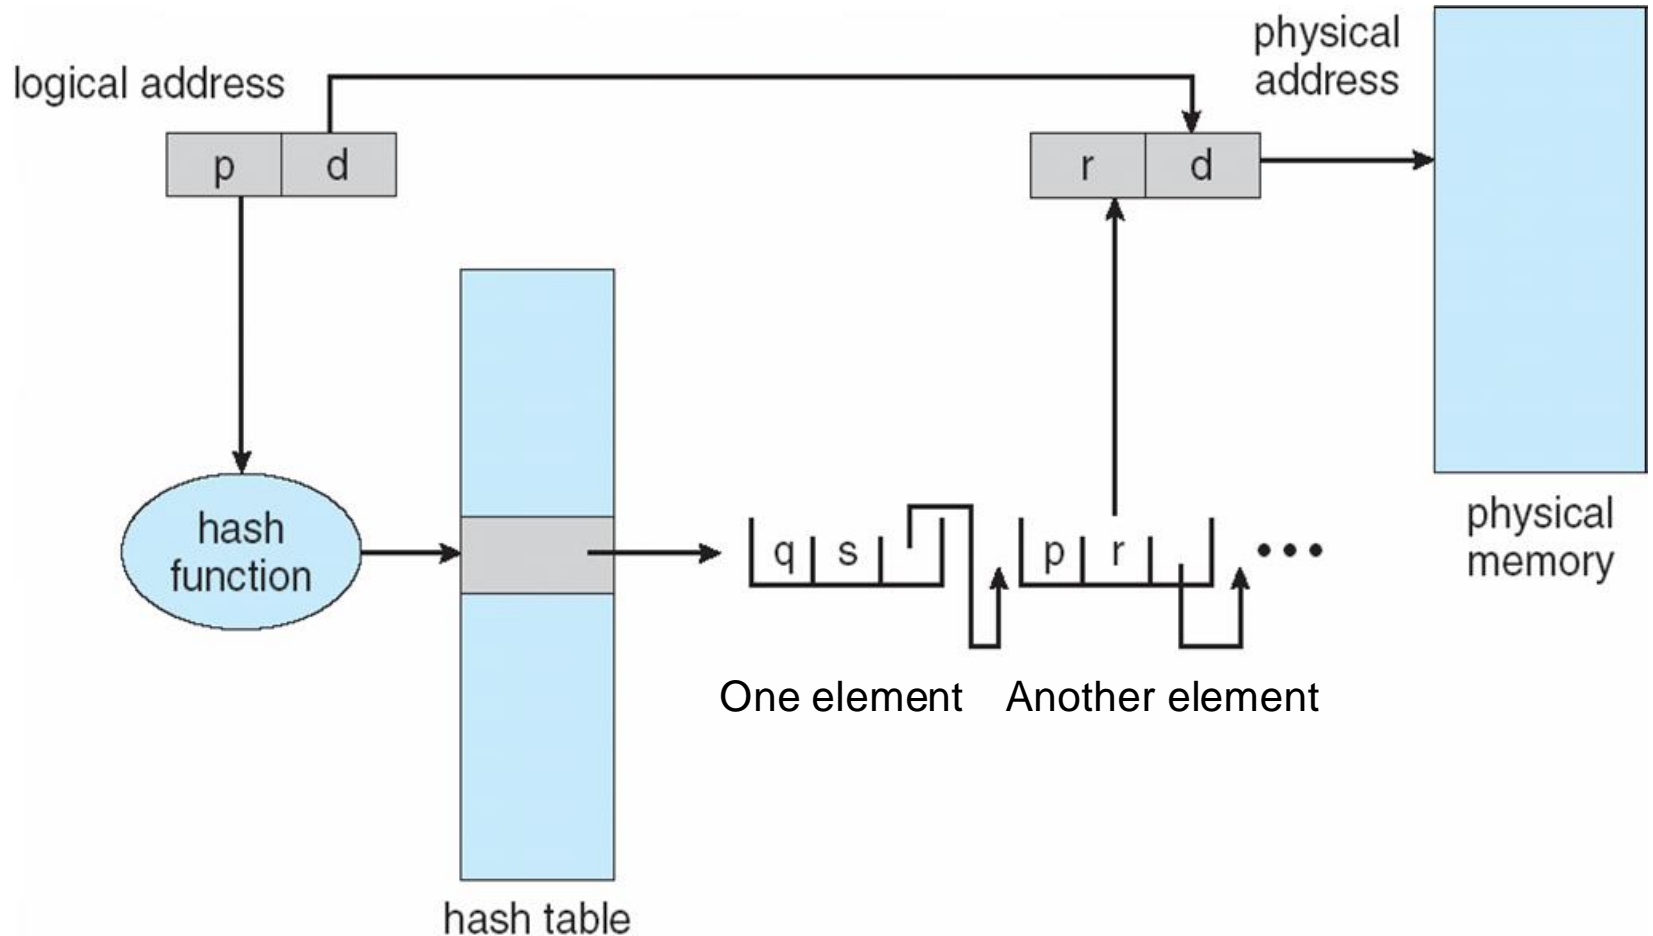 logical address
physical
address
p d
r d
hash
function
q s
p r
•••
physical
memory
One element
Another element
hash table